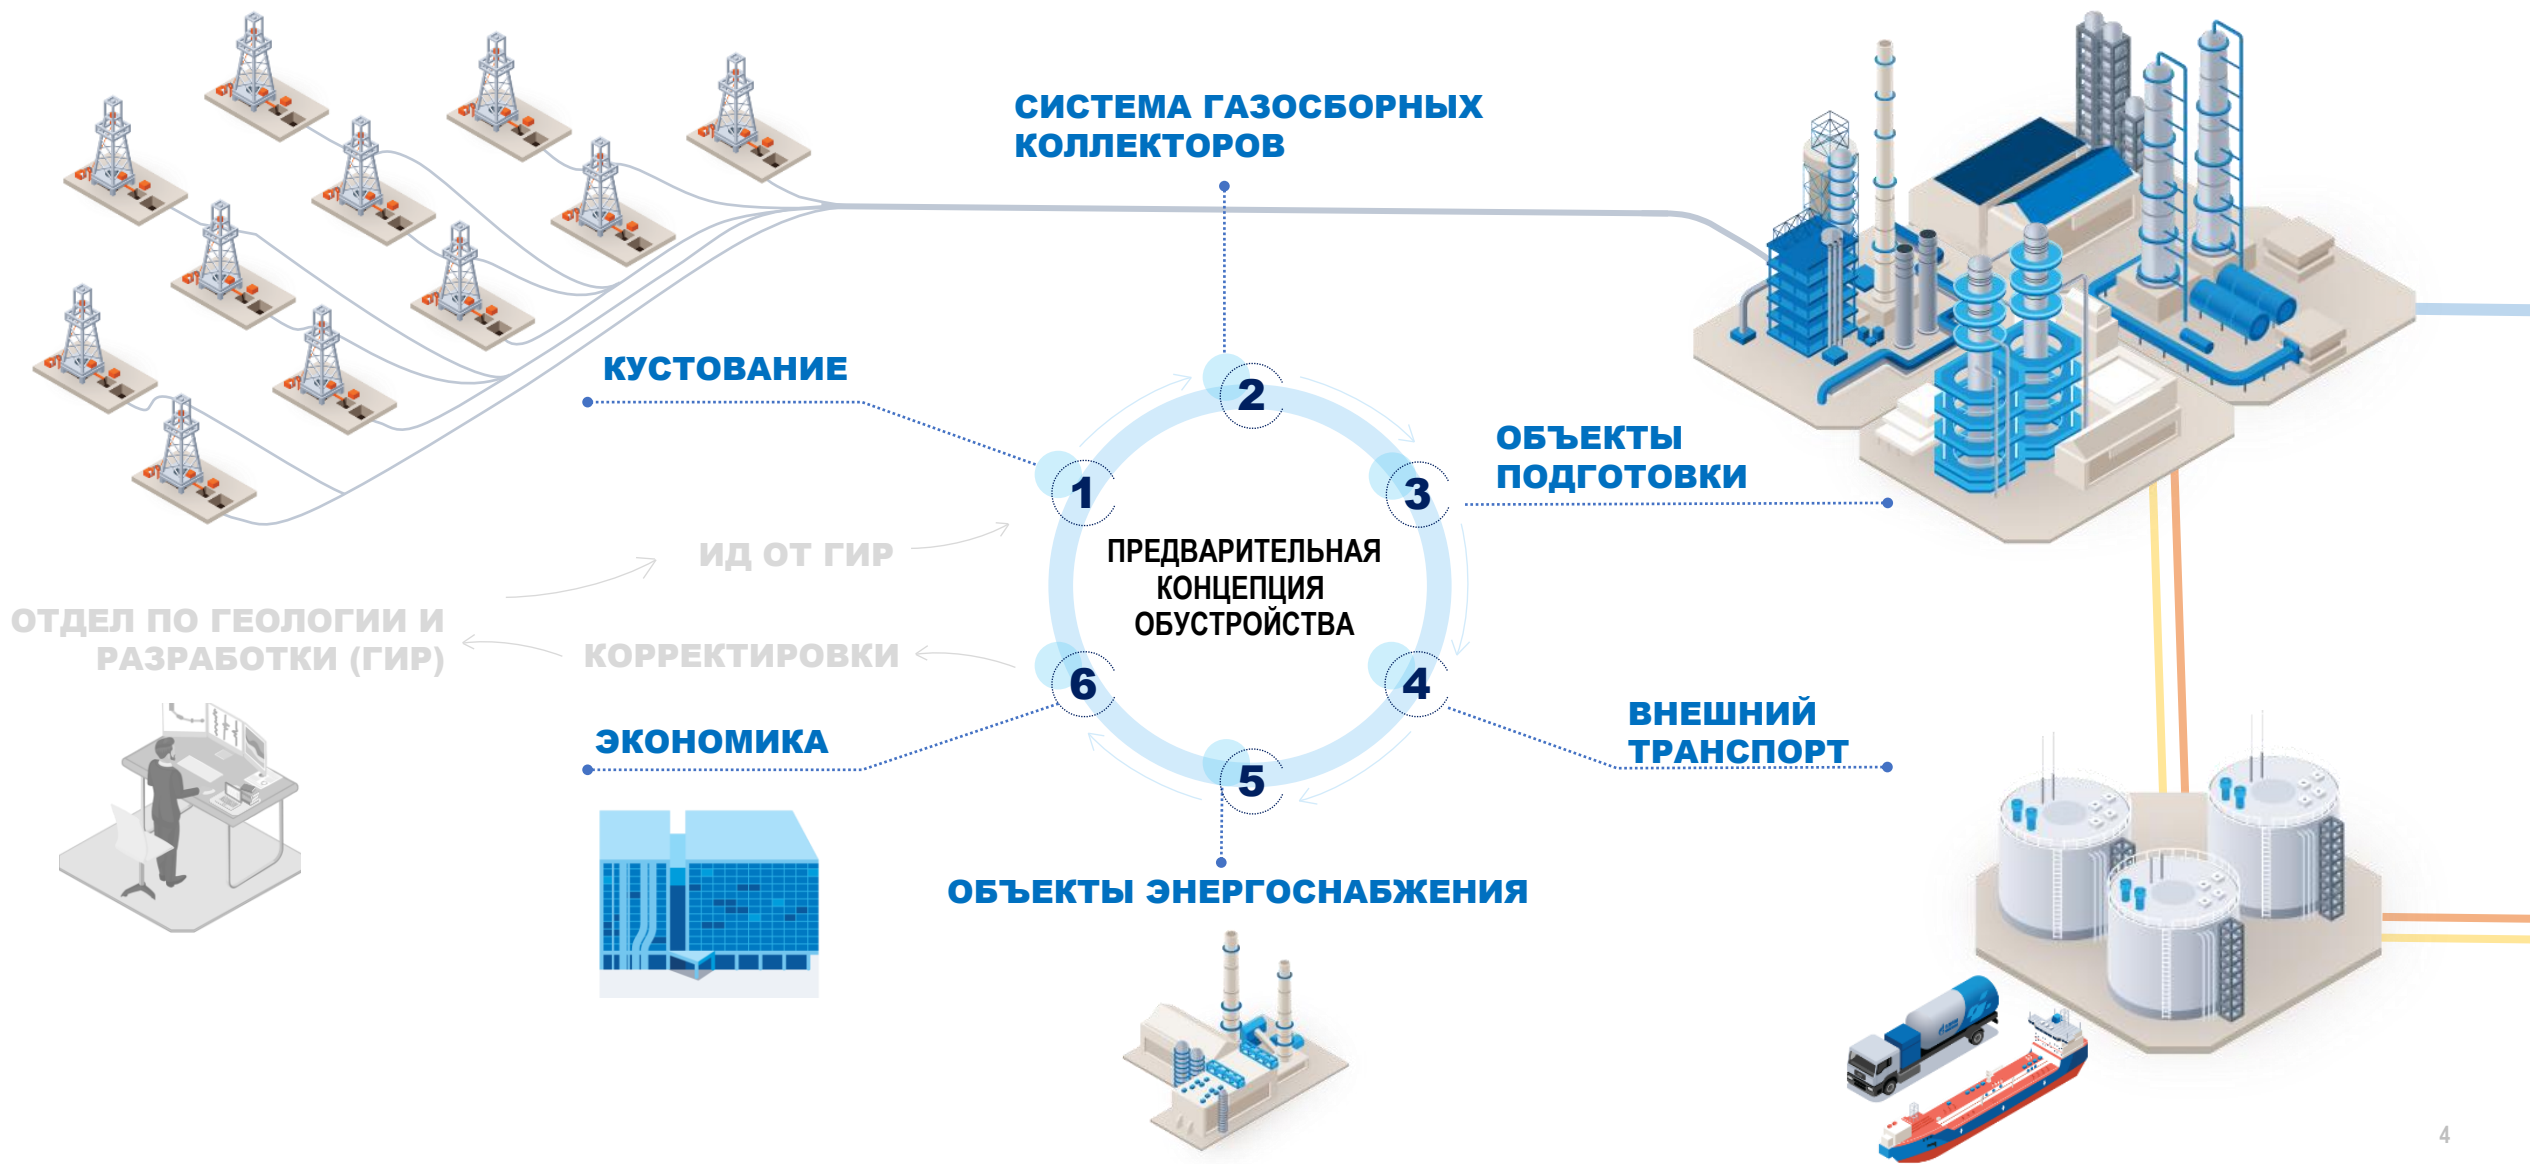 СИСТЕМА ГАЗОСБОРНЫХ
КОЛЛЕКТОРОВ
КУСТОВАНИЕ
2
ОБЪЕКТЫ
ПОДГОТОВКИ
1
3
ИД ОТ ГИР
ПРЕДВАРИТЕЛЬНАЯ
КОНЦЕПЦИЯ
ОБУСТРОЙСТВА
ОТДЕЛ ПО ГЕОЛОГИИ И
РАЗРАБОТКИ (ГИР)
КОРРЕКТИРОВКИ
6
4
ЭКОНОМИКА
ВНЕШНИЙ
ТРАНСПОРТ
5
ОБЪЕКТЫ ЭНЕРГОСНАБЖЕНИЯ
4